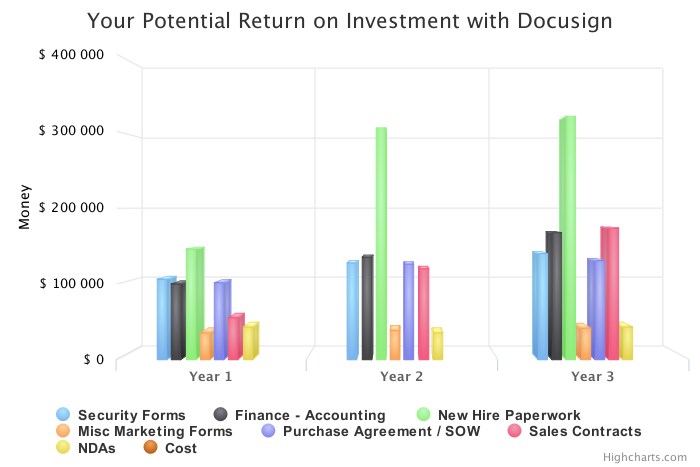 Your Potential Return on Investment with Docusign
$ 400 000
$ 300 000
$ 200 000
$ 100 000
$ 0
Money
Year 1 Year 2 Year 3
Security Forms Finance - Accounting New Hire Paperwork
Misc Marketing Forms Purchase Agreement / SOW Sales Contracts
NDAs Cost
Highcharts.com